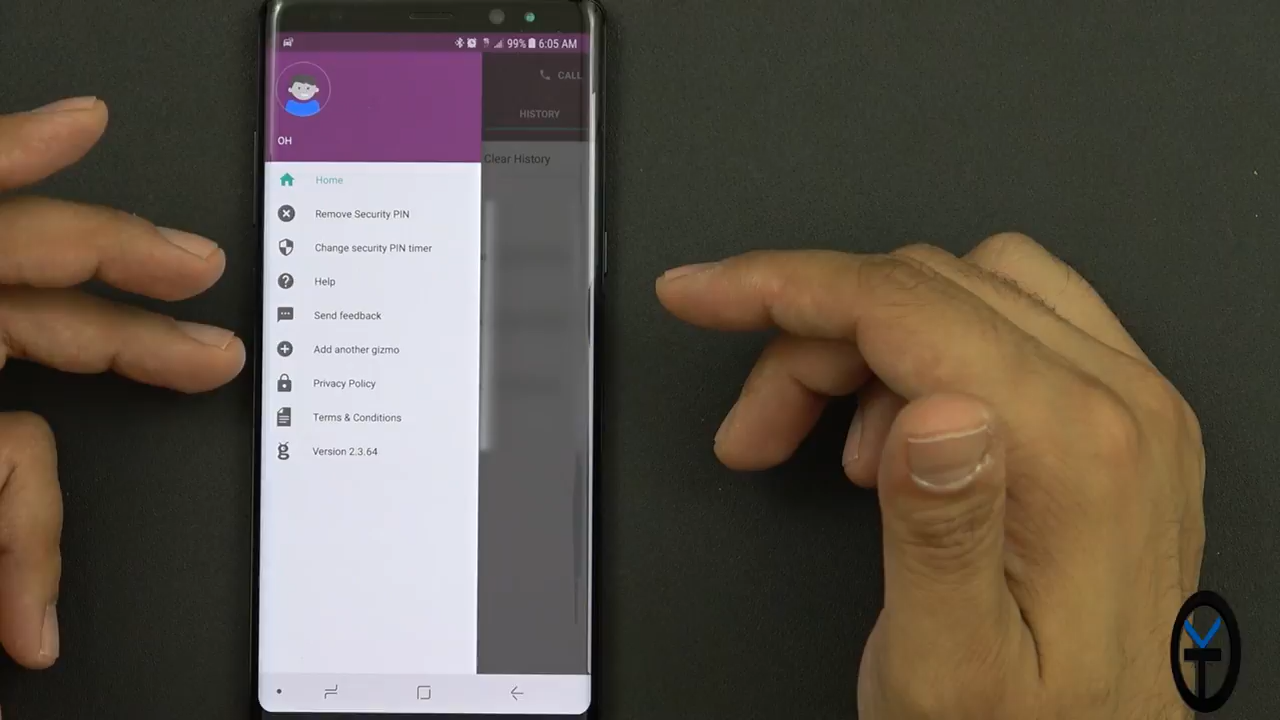 99% 6:05 AM
CALL
HISTORY
OH
Clear History
Home
Remove Security PIN
Change security PIN timer
Help
Send feedback
Add another gizmo
Privacy Policy
Terms & Conditions
Version 2.3.64